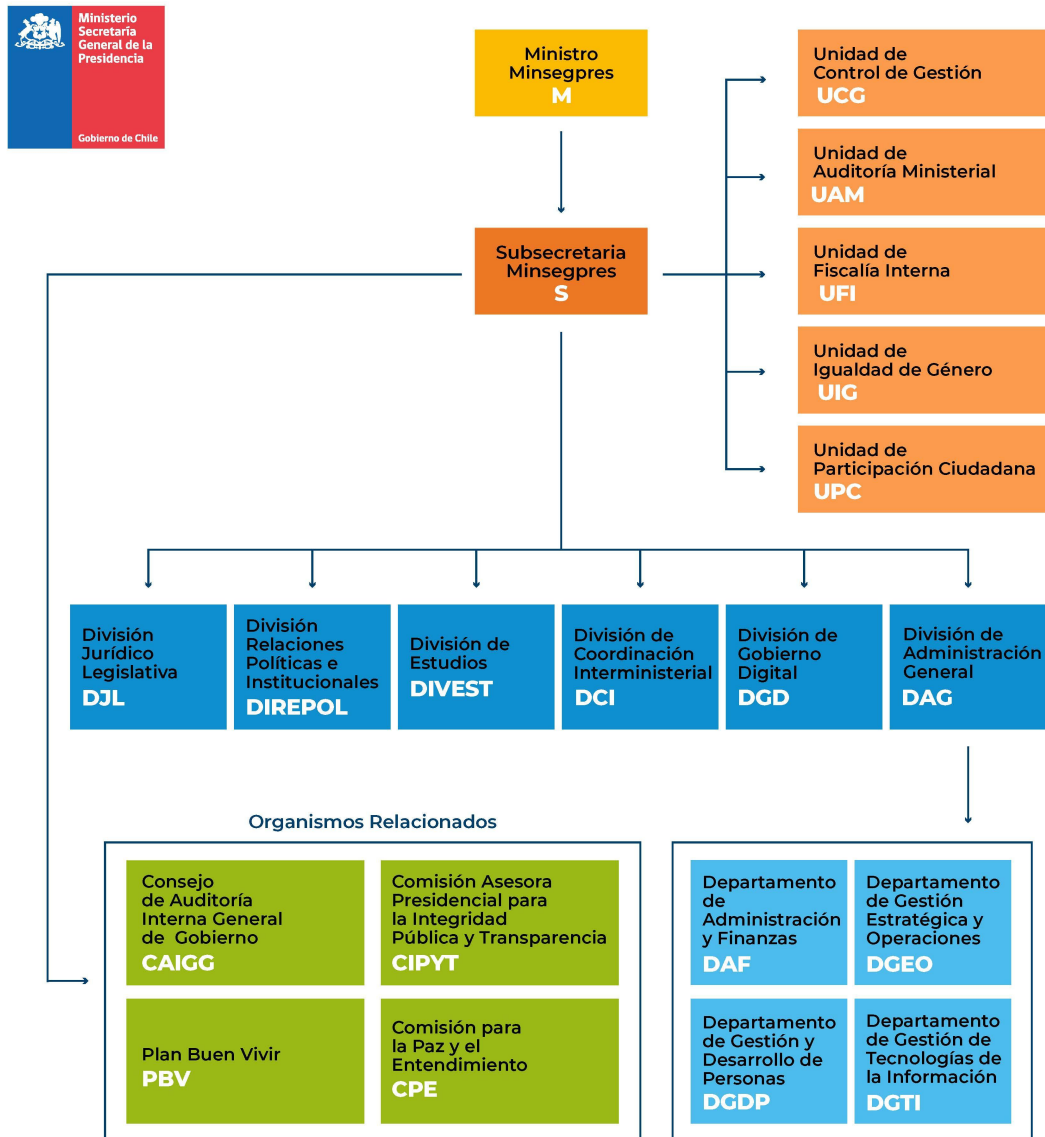 Ministerio
Secretaría
General de la
Presidencia
Gobierno de Chile
Ministro
Minsegpres
M
Subsecretaria
Minsegpres
S
Unidad de
Control de Gestión
UCG
Unidad de
Auditoría Ministerial
UAM
Unidad de
Fiscalía Interna
UFI
Unidad de
Igualdad de Género
UIG
Unidad de
Participación Ciudadana
UPC
División
Jurídico
Legislativa
DJL
División
Relaciones
Políticas e
Institucionales
DIREPOL
División de
Estudios
DIVEST
División de
Coordinación
Interministerial
DCI
División de
Gobierno
Digital
DGD
División de
Administración
General
DAG
Organismos Relacionados
Consejo
de Auditoría
Interna General
de Gobierno
CAIGG
Comisión Asesora
Presidencial para
la Integridad
Pública y Transparencia
CIPYT
Plan Buen Vivir
PBV
Comisión para
la Paz y el
Entendimiento
CPE
Departamento
de
Administración
y Finanzas
DAF
Departamento
de Gestión
Estratégica y
Operaciones
DGEO
Departamento
de Gestión y
Desarrollo de
Personas
DGDP
Departamento
de Gestión de
Tecnologías de
la Información
DGTI